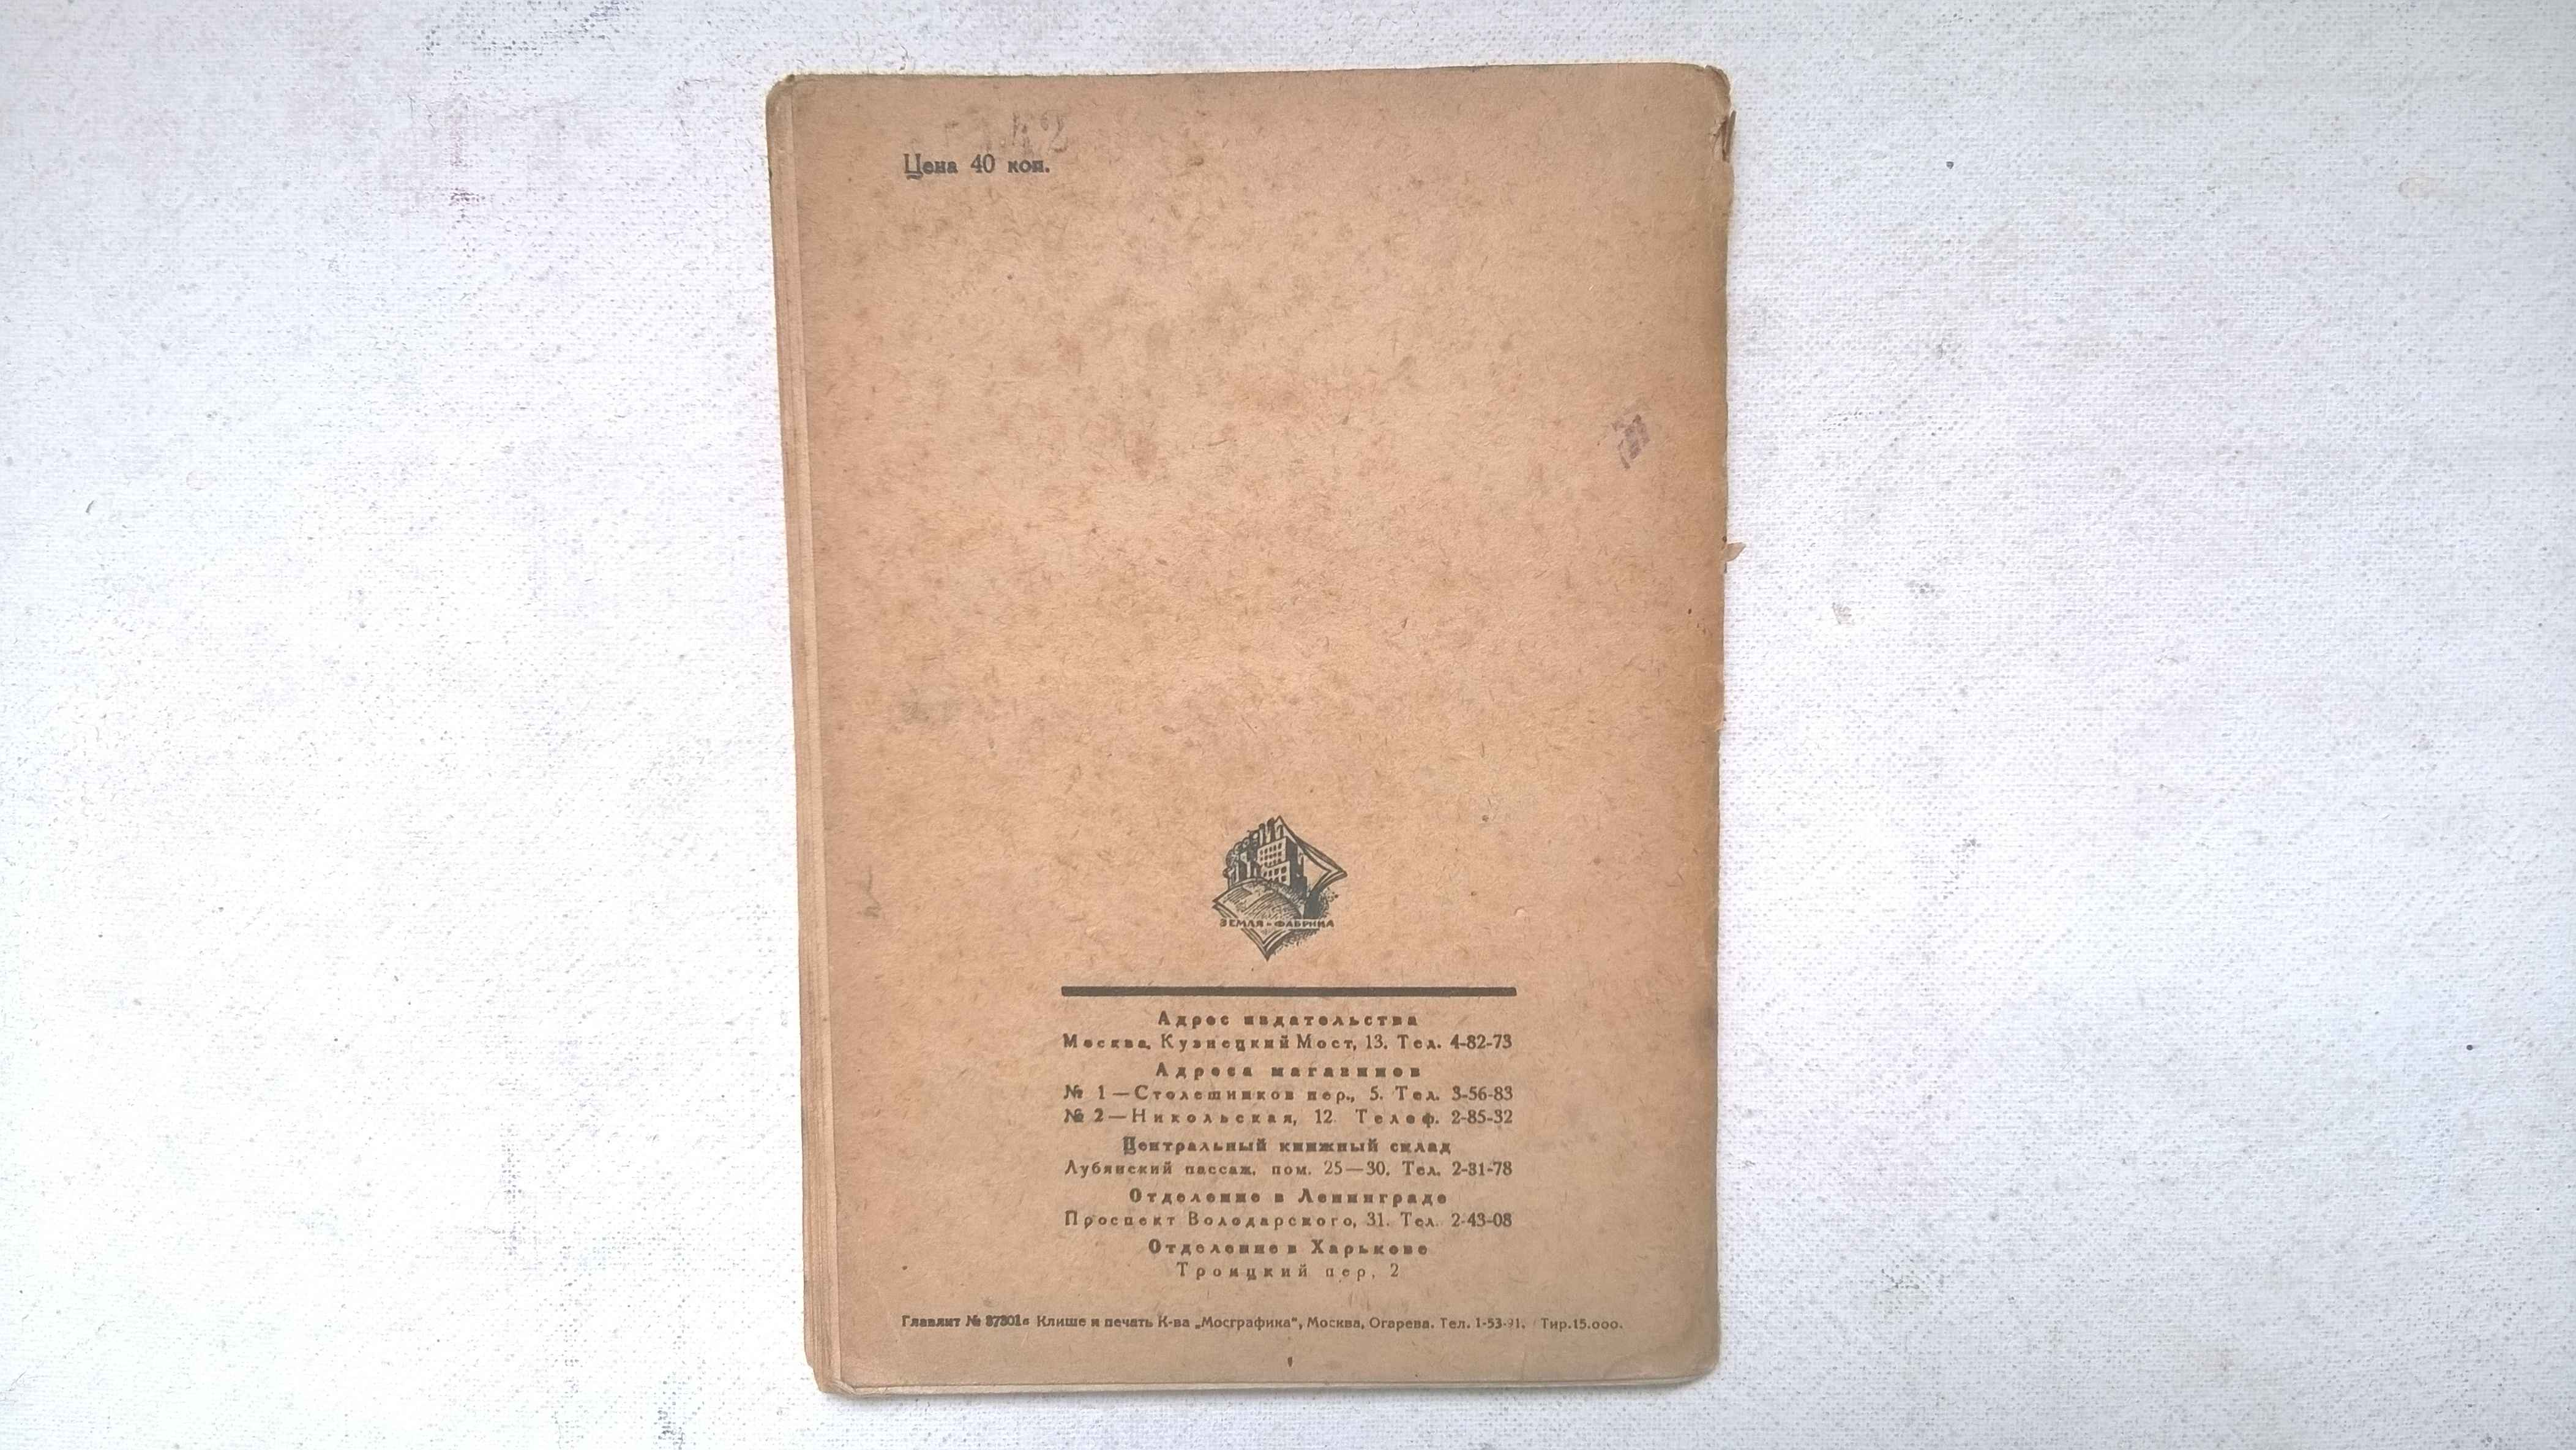 Цена 40 коп.
ЗЕМЛЯ и ФАБРИКА
Адрес издательства
Москва, Кузнецкий Мост, 13. Тел. 4-82-73
Адреса магазинов
№ 1 — Столешников пер., 5. Тел. 3-56-83
№ 2 — Никольская, 12 Телеф. 2-85-32
Центральный книжный склад
Лубянский пассаж, пом. 25—30. Тел. 2-31-78
Отделение в Ленинграде
Проспект Володарского, 31. Тел. 2-43-08
Отделение в Харькове
Троицкий пер, 2
Главлит № Клише и печать К-ва „Мосграфика“, Москва, Огарева. Тел. 1-53-91. Тир.15.000.